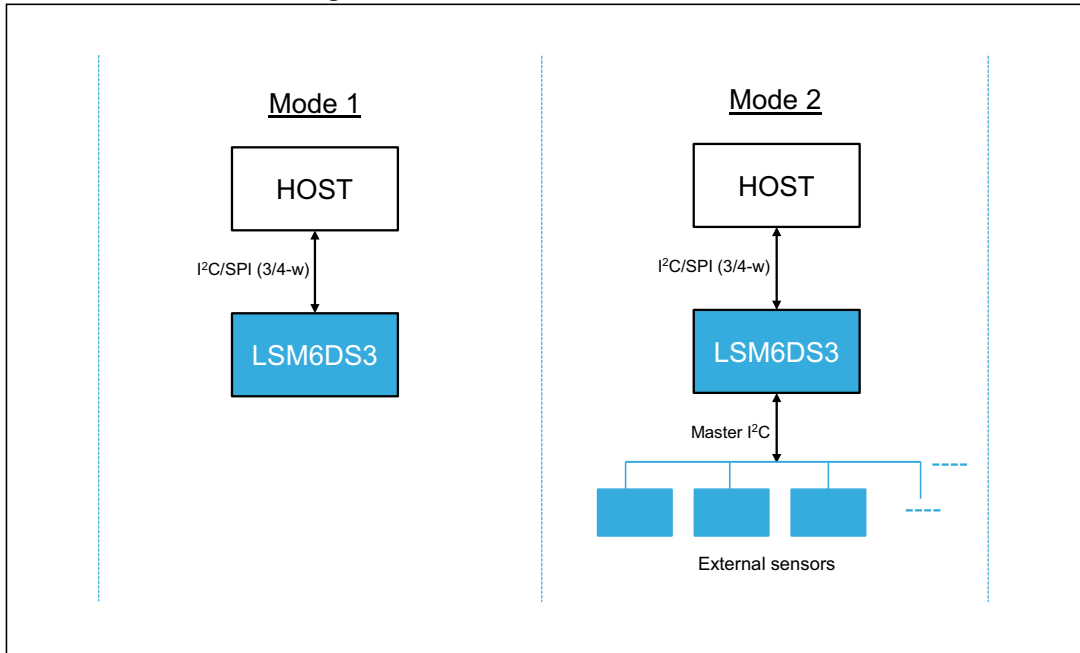 Mode 1
HOST
I²C/SPI (3/4-w)
LSM6DS3
Mode 2
HOST
I²C/SPI (3/4-w)
LSM6DS3
Master I²C
External sensors